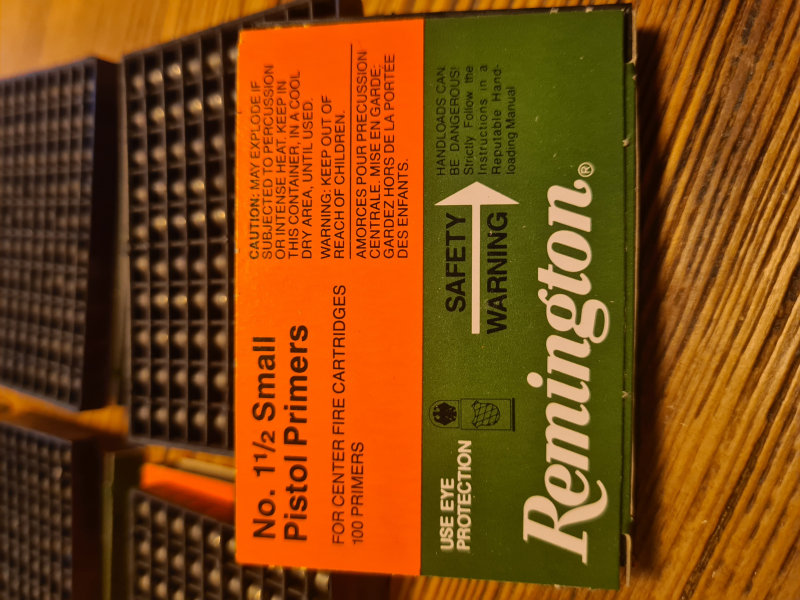 No. 1 1/2 Small
Pistol Primers
FOR CENTER FIRE CARTRIDGES
100 PRIMERS
CAUTION: MAY EXPLODE IF
SUBJECTED TO PERCUSSION
OR INTENSE HEAT. KEEP IN
THIS CONTAINER, IN A COOL
DRY AREA, UNTIL USED.
WARNING: KEEP OUT OF
REACH OF CHILDREN.
AMORCES POUR PRECUSSION
CENTRALE. MISE EN GARDE:
GARDEZ HORS DE LA PORTÉE
DES ENFANTS.
USE EYE
PROTECTION
SAFETY
WARNING
HANDLOADS CAN
BE DANGEROUS!
Strictly Follow the
Instructions in a
Reputable Hand-
loading Manual
Remington®